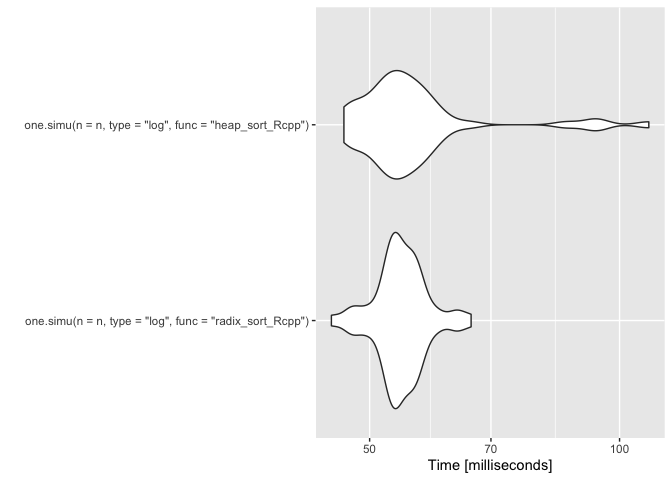 one.simu(n = n, type = "log", func = "heap_sort_Rcpp")
one.simu(n = n, type = "log", func = "radix_sort_Rcpp")
50 70 100
Time [milliseconds]